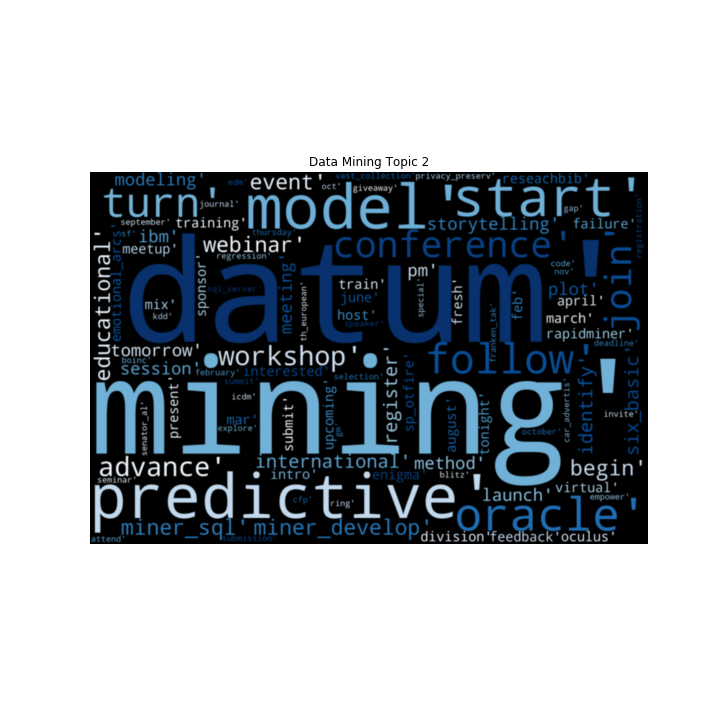 Data Mining Topic 2
modeling'
edm'
event'
oct'
vast_collection'
privacy_preserv'
giveaway'
reseachbib'
turn'
journal'
model'
start'
gap'
september'
training'
storytelling'
failure'
registration'
sf'
ibm'
thursday'
meetup'
webinar'
regression'
conference'
join'
educational'
emotional_arcs'
datum'
sponsor'
sql_server'
meeting'
th_european'
train'
pm'
special'
fresh'
feb'
code'
nov'
plot'
mix'
kdd'
june'
host'
speaker'
april'
march'
rapidminer'
franken_tak'
deadline'
tomorrow'
boinc'
workshop'
follow'
session'
february'
interested'
summit'
selection'
six_basic'
mining'
senator_al'
present'
icdm'
explore'
mar'
submit'
upcoming'
gm'
register'
sp_otfire'
august'
tonight'
october'
car_advertis'
identify'
invite'
advance'
seminar'
international'
intro'
method'
enigma'
blitz'
begin'
predictive'
cfp'
ring'
launch'
virtual'
empower'
oracle'
miner_sql'
miner_develop'
attend'
submission'
division'
feedback'
oculus'